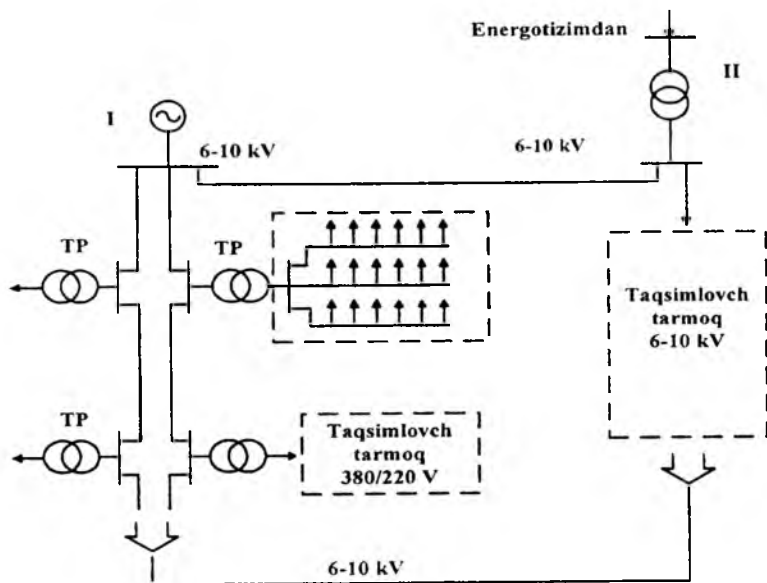 Energotizimdan
II
I
6-10 kV
6-10 kV
TP
TP
Taqsimlovch
tarmoq
6-10 kV
TP
Taqsimlovch
tarmoq
380/220 V
6-10 kV